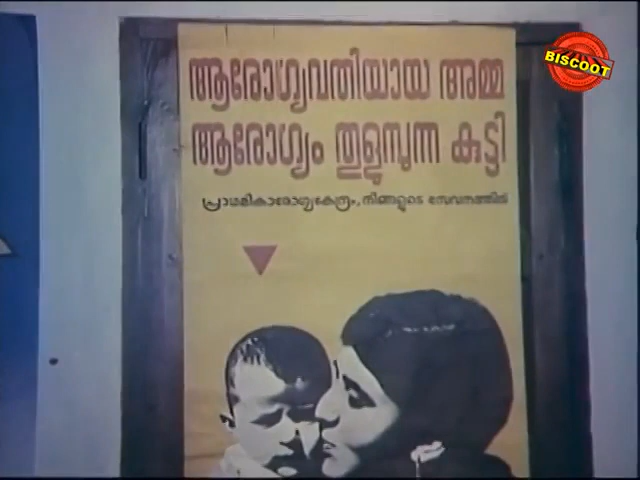 ആരോഗ്യവതിയായ അമ്മ
ആരോഗ്യം തുളുമ്പുന്ന കുട്ടി
പ്രാഥമികാരോഗ്യകേന്ദ്രം, നിങ്ങളുടെ സേവനത്തിന്
BISCOOT